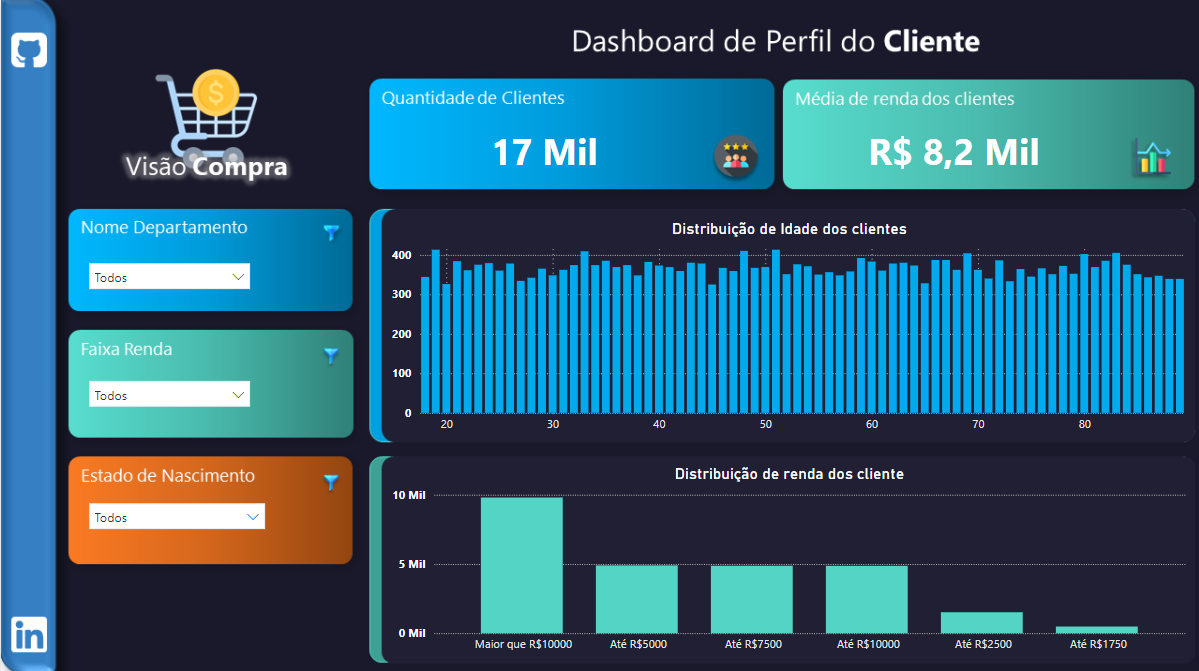 Dashboard de Perfil do Cliente
Visão Compra
Quantidade de Clientes
17 Mil
Média de renda dos clientes
R$ 8,2 Mil
Nome Departamento
Todos
Faixa Renda
Todos
Estado de Nascimento
Todos
Distribuição de Idade dos clientes
400
300
200
100
0
20 30 40 50 60 70 80
Distribuição de renda dos cliente
10 Mil
5 Mil
0 Mil
Maior que R$10000 Até R$5000 Até R$7500 Até R$10000 Até R$2500 Até R$1750
in